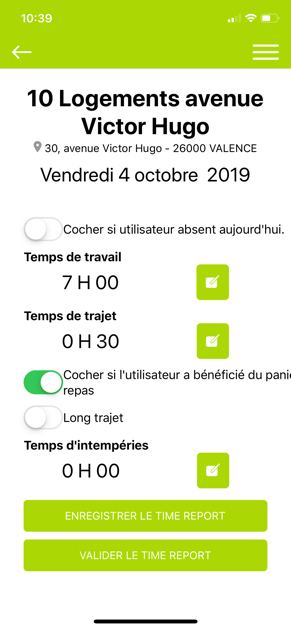 10:39
10 Logements avenue
Victor Hugo
30, avenue Victor Hugo - 26000 VALENCE
Vendredi 4 octobre 2019
Cocher si utilisateur absent aujourd'hui.
Temps de travail
7 H 00
Temps de trajet
0 H 30
Cocher si l'utilisateur a bénéficié du panie
repas
Long trajet
Temps d'intempéries
0 H 00
ENREGISTRER LE TIME REPORT
VALIDER LE TIME REPORT